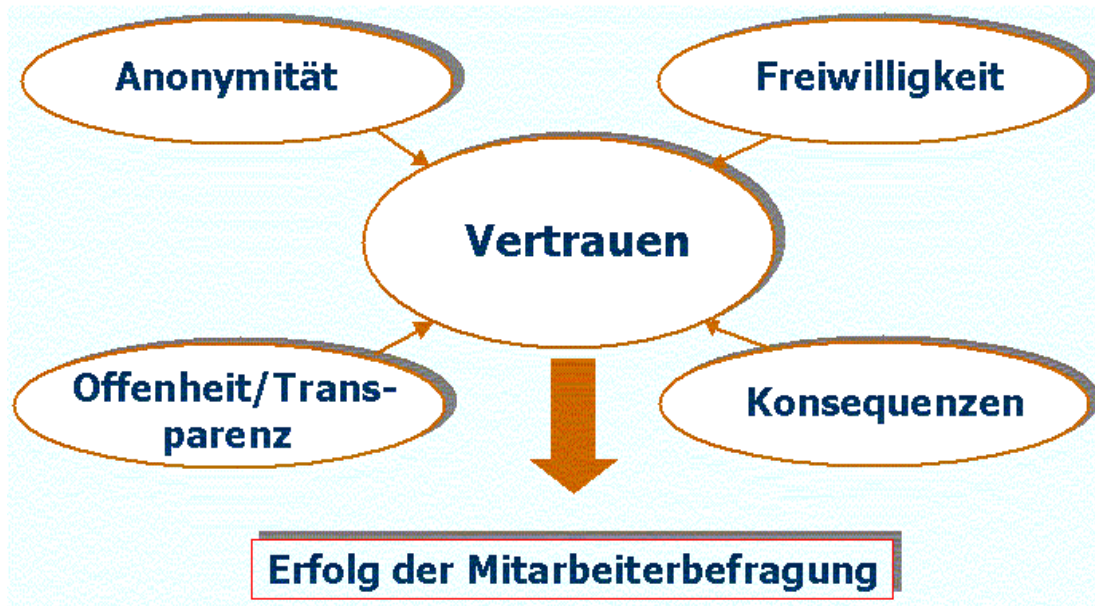 Anonymität
Freiwilligkeit
Vertrauen
Offenheit/Trans-
parenz
Konsequenzen
Erfolg der Mitarbeiterbefragung